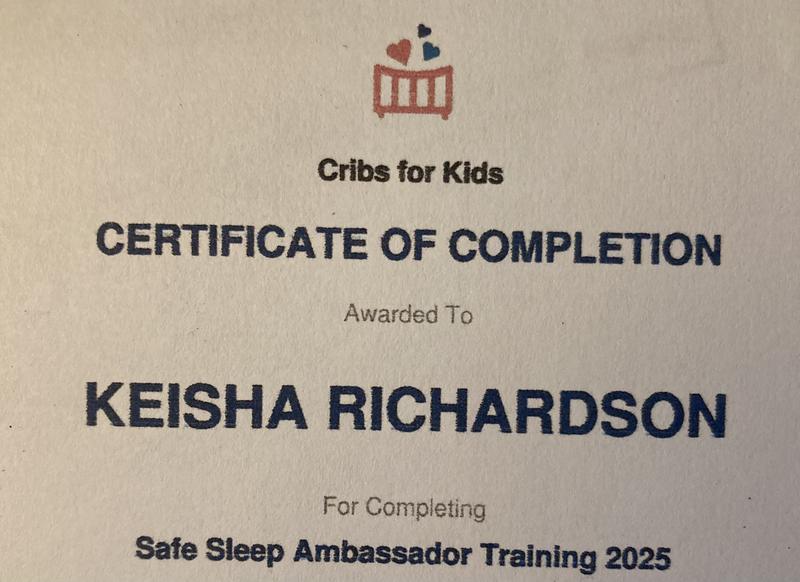 Cribs for Kids
CERTIFICATE OF COMPLETION
Awarded To
KEISHA RICHARDSON
For Completing
Safe Sleep Ambassador Training 2025